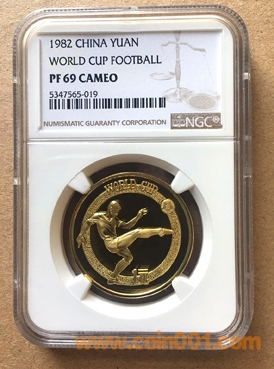 1982 CHINA YUAN
WORLD CUP FOOTBALL
PF 69 CAMEO
5347565-019
NUMISMATIC GUARANTY CORPORATION
NGC
WORLD CUP
www.coin001.com